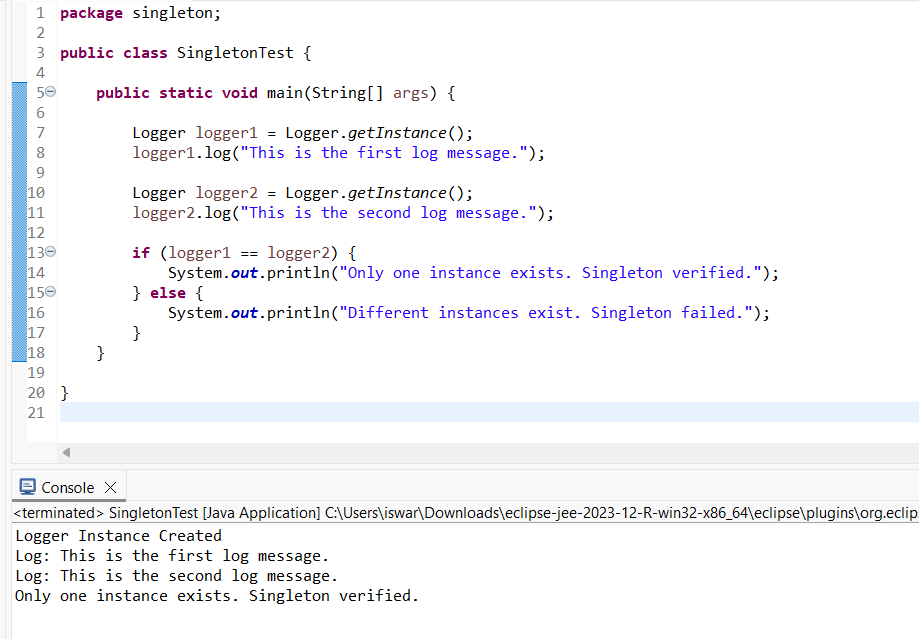 1 package singleton;
2
3 public class SingletonTest {
4
5 public static void main(String[] args) {
6
7 Logger logger1 = Logger.getInstance();
8 logger1.log("This is the first log message.");
9
10 Logger logger2 = Logger.getInstance();
11 logger2.log("This is the second log message.");
12
13 if (logger1 == logger2) {
14 System.out.println("Only one instance exists. Singleton verified.");
15 } else {
16 System.out.println("Different instances exist. Singleton failed.");
17 }
18 }
19
20 }
21
Console
<terminated> SingletonTest [Java Application] C:\Users\iswar\Downloads\eclipse-jee-2023-12-R-win32-x86_64\eclipse\plugins\org.eclip
Logger Instance Created
Log: This is the first log message.
Log: This is the second log message.
Only one instance exists. Singleton verified.